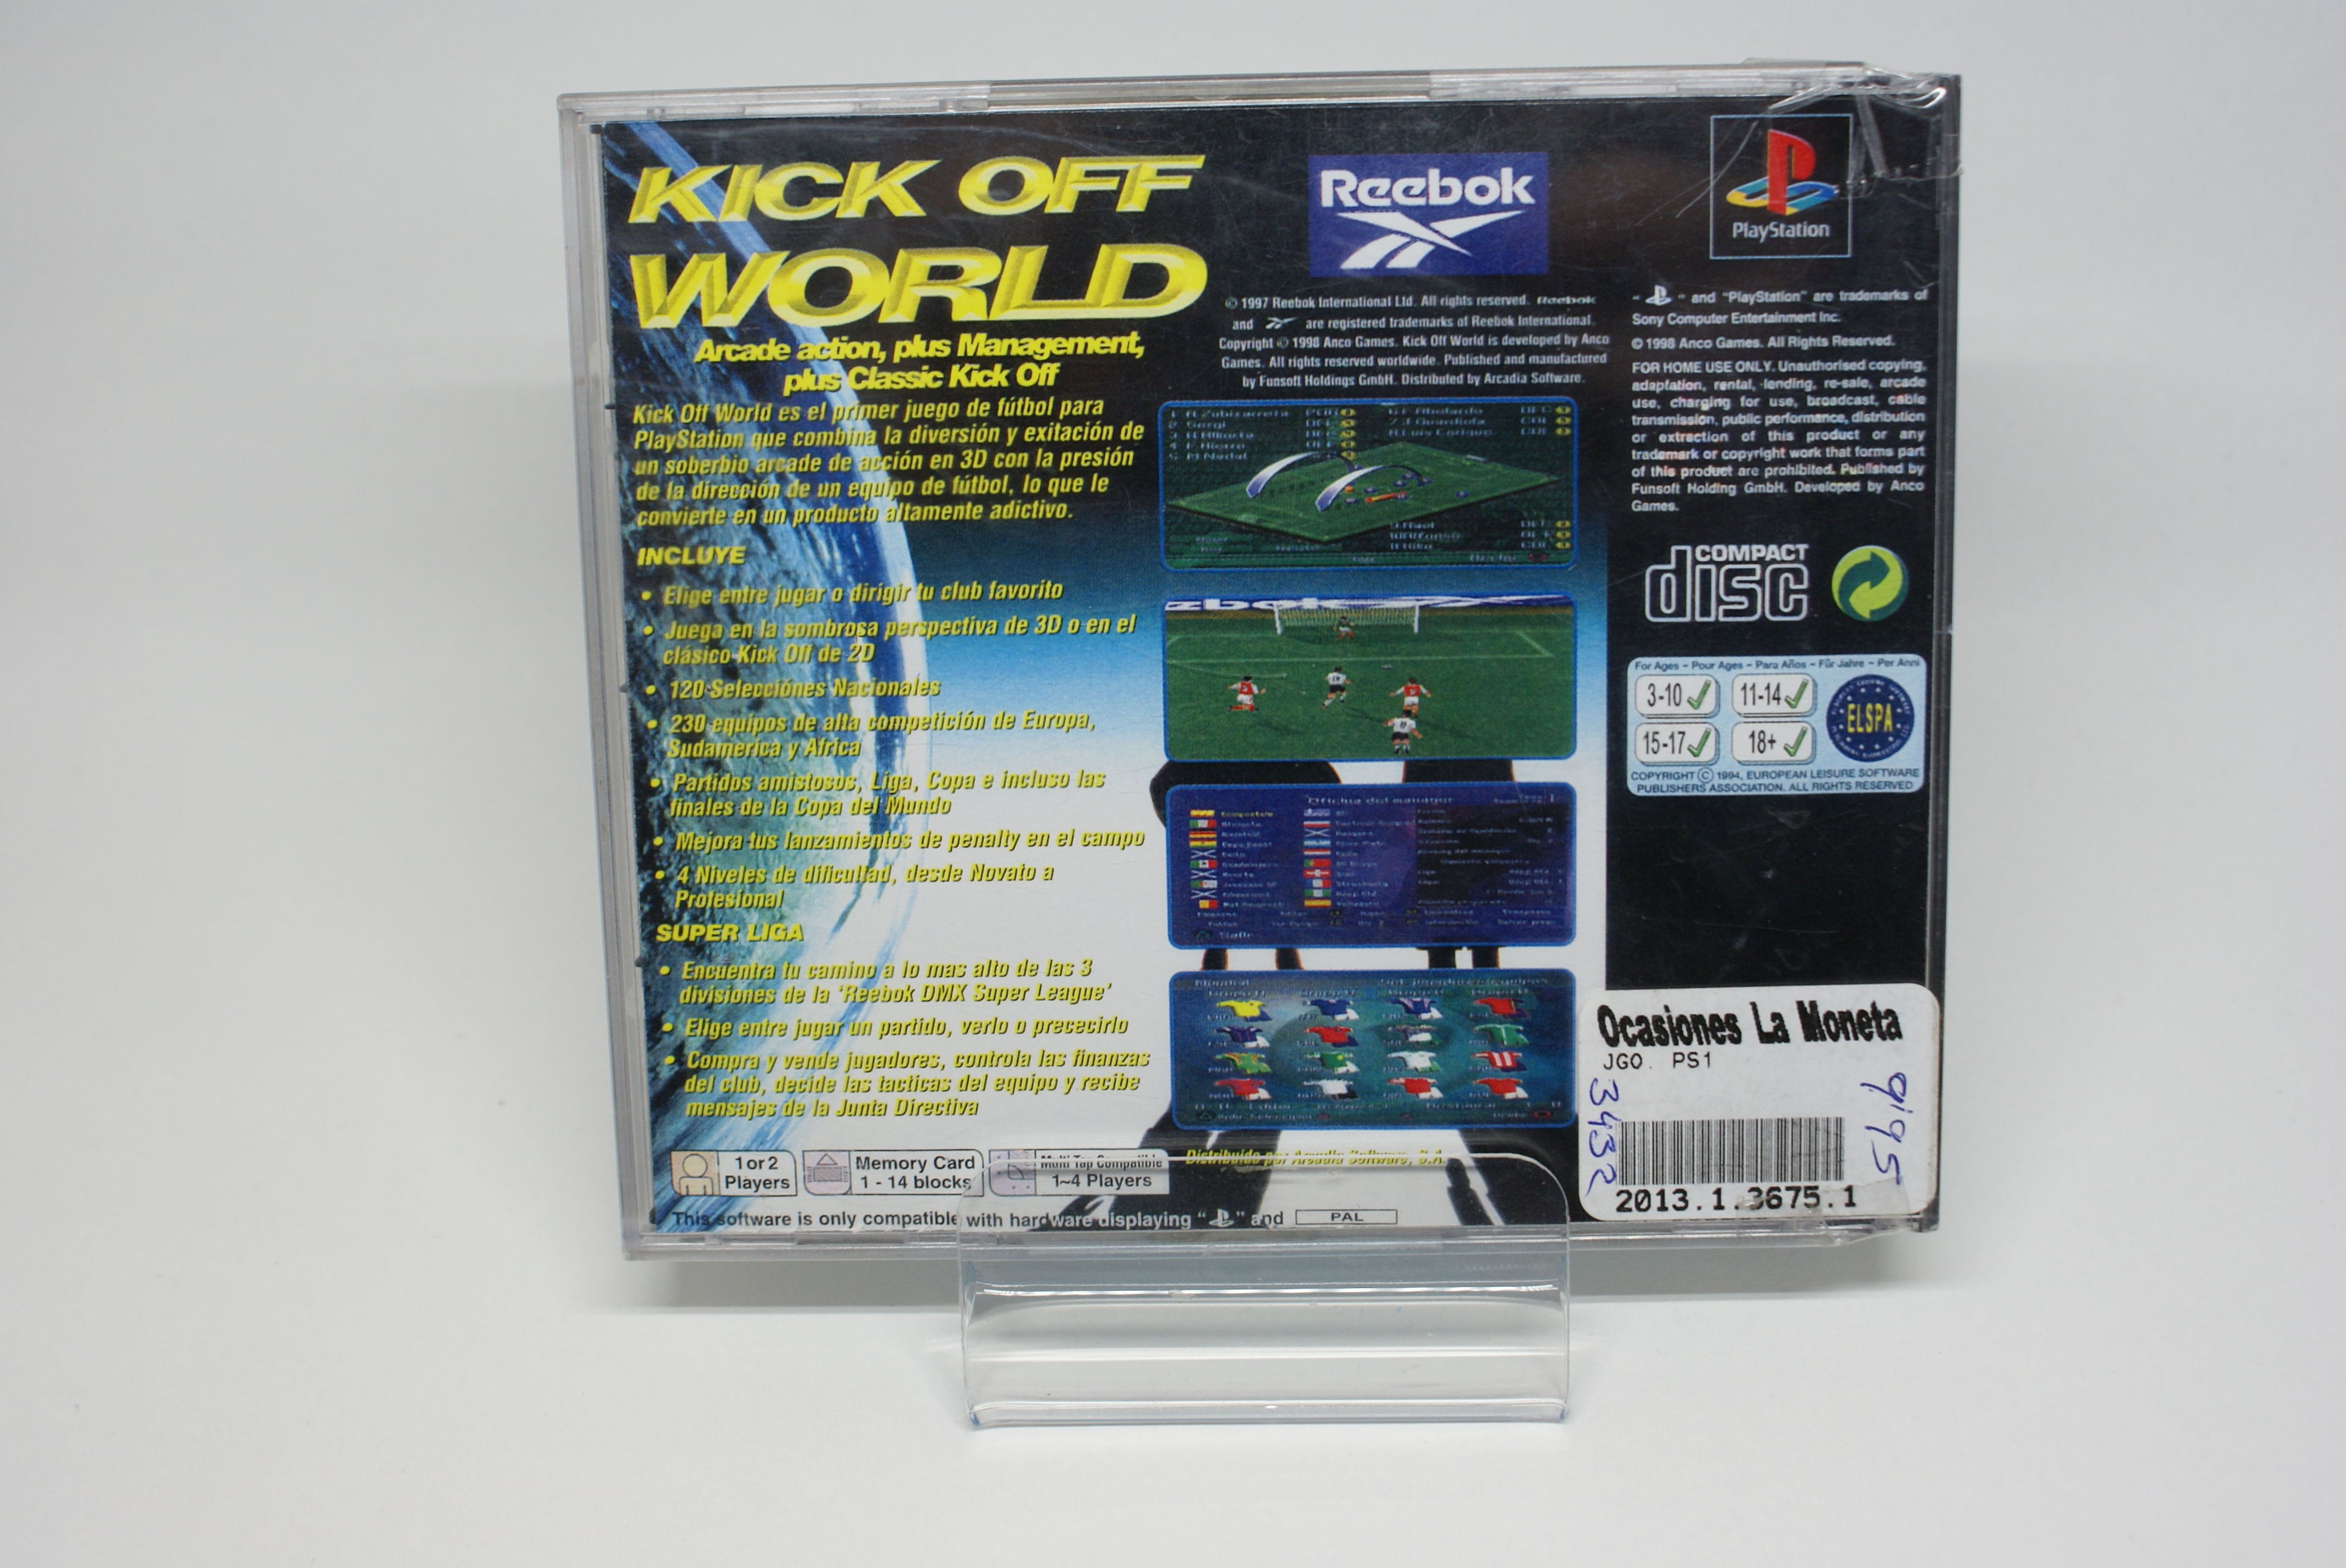 KICK OFF
WORLD
Arcade action, plus Management,
plus Classic Kick Off
Kick Off World es el primer juego de fútbol para
PlayStation que combina la diversión y exitación de
un soberbio arcade de acción en 3D con la presión
de la dirección de un equipo de fútbol, lo que le
convierte en un producto altamente adictivo.
INCLUYE
• Elige entre jugar o dirigir tu club favorito
• Juega en la sombrosa perspectiva de 3D o en el
clásico Kick Off de 2D
• 120 Selecciónes Nacionales
• 230 equipos de alta competición de Europa,
Sudamerica y Africa
• Partidos amistosos, Liga, Copa e incluso las
finales de la Copa del Mundo
• Mejora tus lanzamientos de penalty en el campo
• 4 Niveles de dificultad, desde Novato a
Profesional
SUPER LIGA
• Encuentra tu camino a lo mas alto de las 3
divisiones de la 'Reebok DMX Super League'
• Elige entre jugar un partido, verlo o prececirlo
• Compra y vende jugadores, controla las finanzas
del club, decide las tacticas del equipo y recibe
mensajes de la Junta Directiva
1 or 2
Players
Memory Card
1 - 14 blocks
Multi Tap Compatible
1~4 Players
Distribuido por Arcadia Software, S.A.
This software is only compatible with hardware displaying " " and PAL
Reebok
© 1997 Reebok International Ltd. All rights reserved. Reebok
and are registered trademarks of Reebok International.
Copyright © 1998 Anco Games. Kick Off World is developed by Anco
Games. All rights reserved worldwide. Published and manufactured
by Funsoft Holdings GmbH. Distributed by Arcadia Software.
Oficina del manager
PlayStation
" " and "PlayStation" are trademarks of
Sony Computer Entertainment Inc.
© 1998 Anco Games. All Rights Reserved.
FOR HOME USE ONLY. Unauthorised copying,
adaptation, rental, lending, re-sale, arcade
use, charging for use, broadcast, cable
transmission, public performance, distribution
or extraction of this product or any
trademark or copyright work that forms part
of this product are prohibited. Published by
Funsoft Holding GmbH. Developed by Anco
Games.
COMPACT
disc
For Ages – Pour Ages – Para Años – Für Jahre – Per Anni
3-10 11-14
15-17 18+
ELSPA
COPYRIGHT © 1994, EUROPEAN LEISURE SOFTWARE
PUBLISHERS ASSOCIATION. ALL RIGHTS RESERVED
Ocasiones La Moneta
JGO. PS1
3432
9'95
2013.1.3675.1